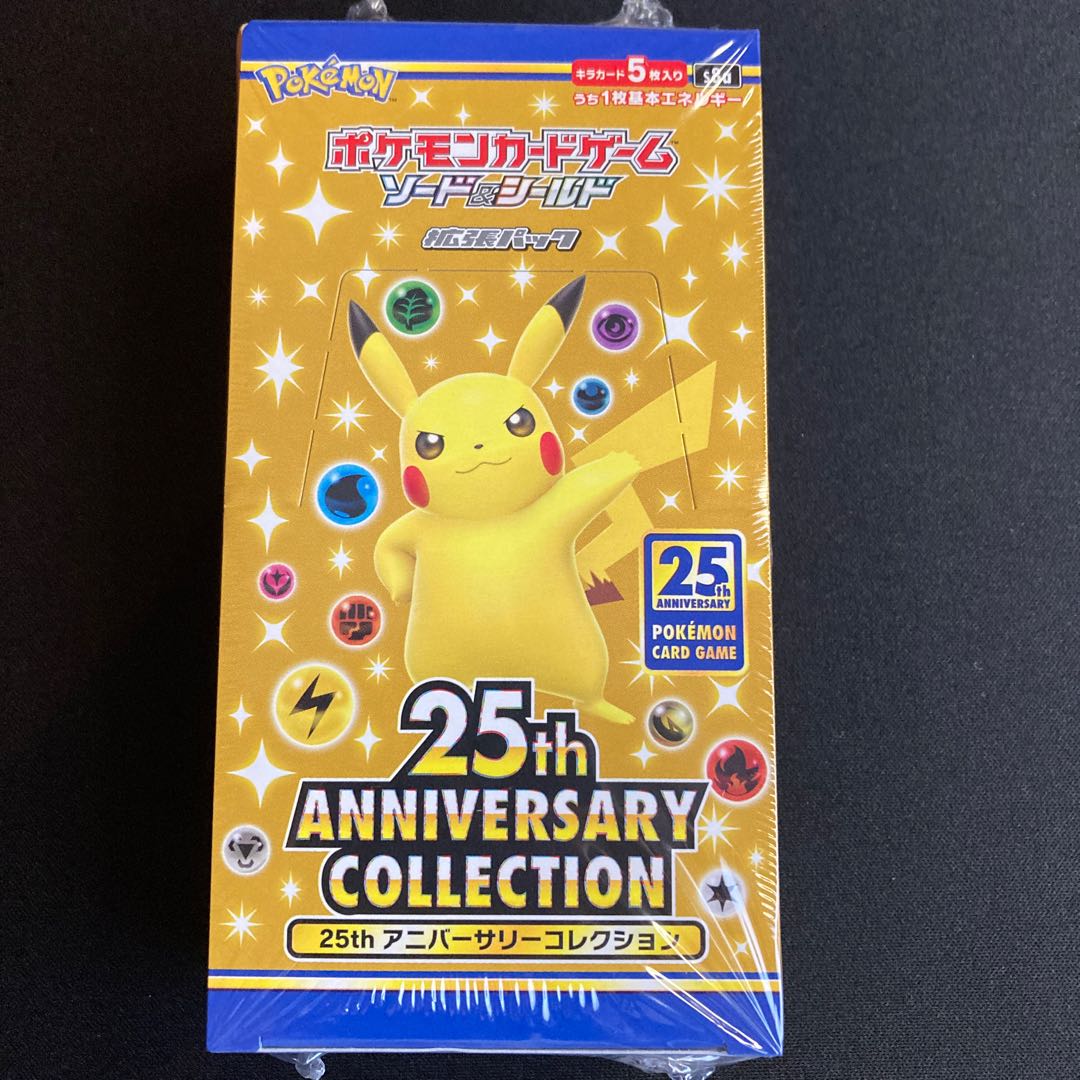 POKÉMON
キラカード5枚入り
s8a
うち1枚基本エネルギー
ポケモンカードゲーム
ソード&シールド
拡張パック
25th
ANNIVERSARY
POKÉMON
CARD GAME
25th
ANNIVERSARY
COLLECTION
25th アニバーサリーコレクション